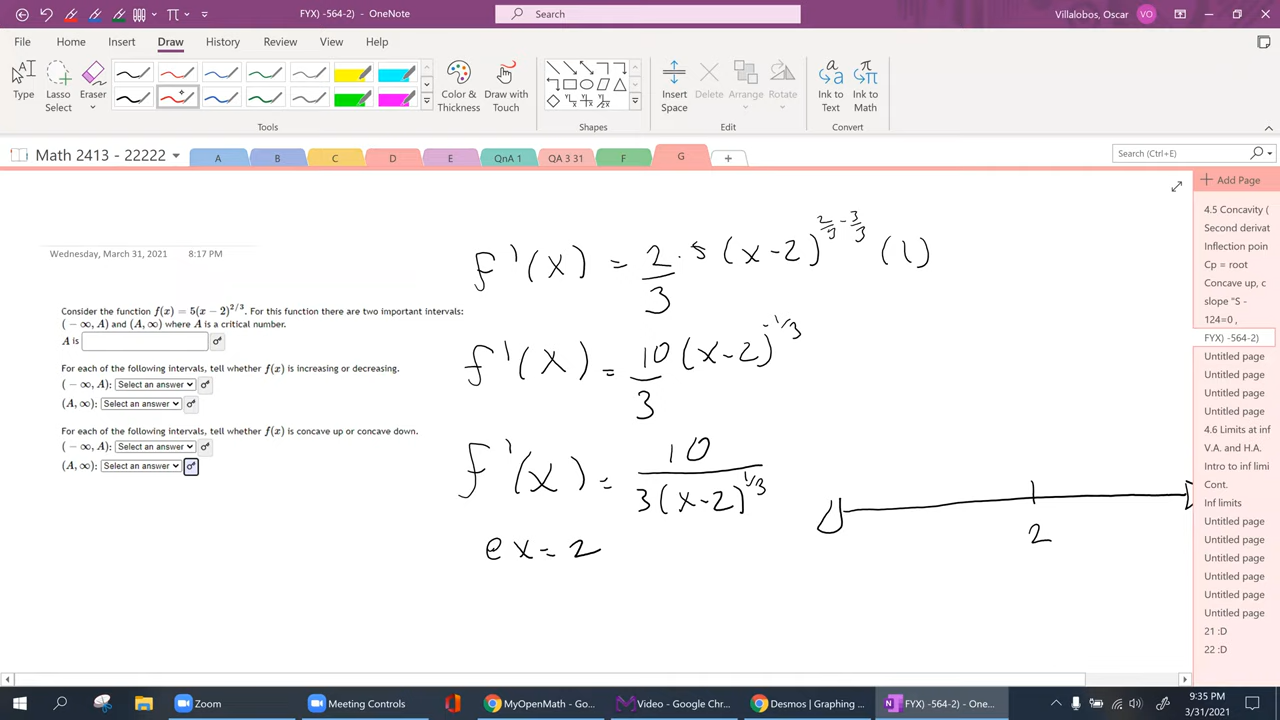 FYX) -564-2) - OneNote
Search
Villalobos, Oscar
VO
File Home Insert Draw History Review View Help
Type
Lasso Select
Eraser
Color & Thickness
Draw with Touch
Insert Space
Delete
Arrange
Rotate
Ink to Text
Ink to Math
Tools
Shapes
Edit
Convert
Math 2413 - 22222
A B C D E QnA 1 QA 3 31 F G
Search (Ctrl+E)
Wednesday, March 31, 2021 8:17 PM
Consider the function f(x) = 5(x − 2)^{2/3}. For this function there are two important intervals:
(−∞, A) and (A, ∞) where A is a critical number.
A is
For each of the following intervals, tell whether f(x) is increasing or decreasing.
(−∞, A): Select an answer
(A, ∞): Select an answer
For each of the following intervals, tell whether f(x) is concave up or concave down.
(−∞, A): Select an answer
(A, ∞): Select an answer
f'(x) = 2/3 · 5 (x-2)^{2/3 - 3/3} (1)
f'(x) = 10/3 (x-2)^{-1/3}
f'(x) = 10 / 3(x-2)^{1/3}
e x = 2
2
Add Page
4.5 Concavity (
Second derivat
Inflection poin
Cp = root
Concave up, c
slope "S -
124=0 ,
FYX) -564-2)
Untitled page
Untitled page
Untitled page
Untitled page
4.6 Limits at inf
V.A. and H.A.
Intro to infinit limi
Cont.
Inf limits
Untitled page
Untitled page
Untitled page
Untitled page
Untitled page
Untitled page
21 :D
22 :D
Zoom
Meeting Controls
MyOpenMath - Go...
Video - Google Chr...
Desmos | Graphing ...
FYX) -564-2) - One...
9:35 PM
3/31/2021